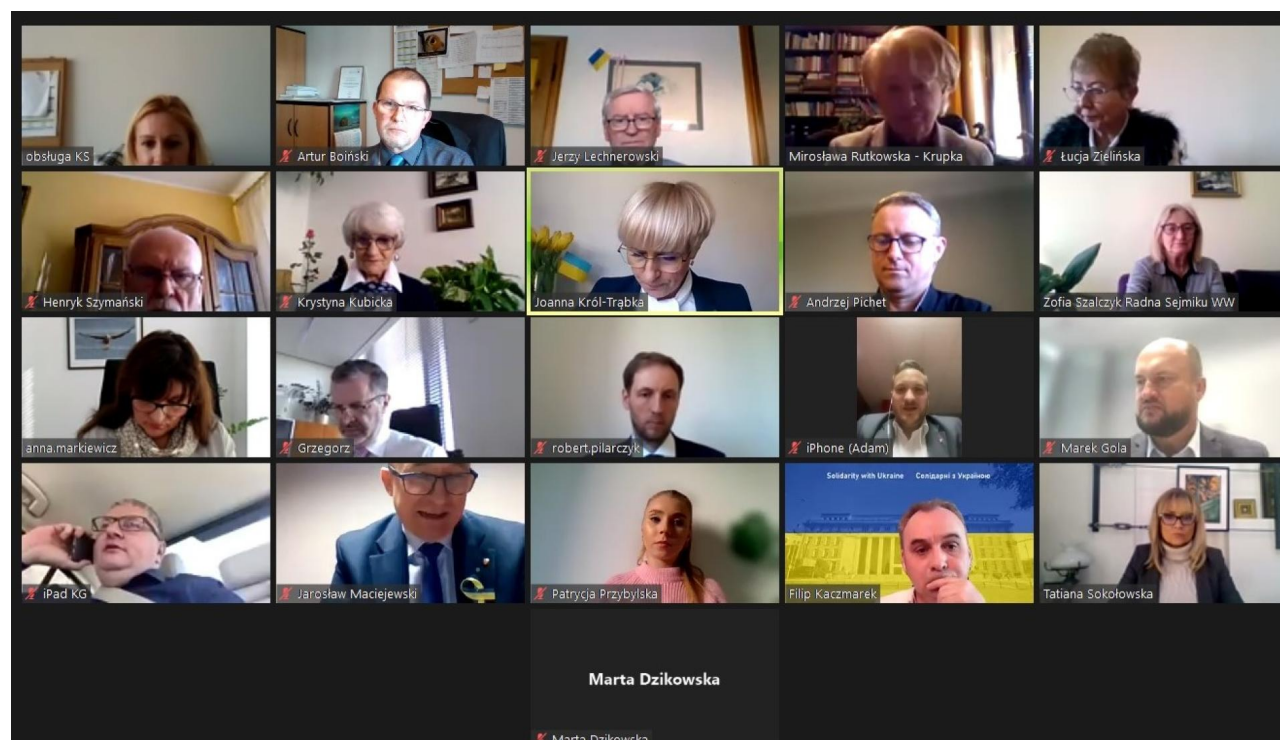 obsługa KS
Artur Boiński
Jerzy Lechnerowski
Mirosława Rutkowska - Krupka
Łucja Zielińska
Henryk Szymański
Krystyna Kubicka
Joanna Król-Trąbka
Andrzej Pichet
Zofia Szalczyk Radna Sejmiku WW
anna.markiewicz
Grzegorz
robert.pilarczyk
iPhone (Adam)
Marek Gola
Solidarity with Ukraine Солідарні з Україною
iPad KG
Jarosław Maciejewski
Patrycja Przybylska
Filip Kaczmarek
Tatiana Sokołowska
Marta Dzikowska
Marta Dzikowska